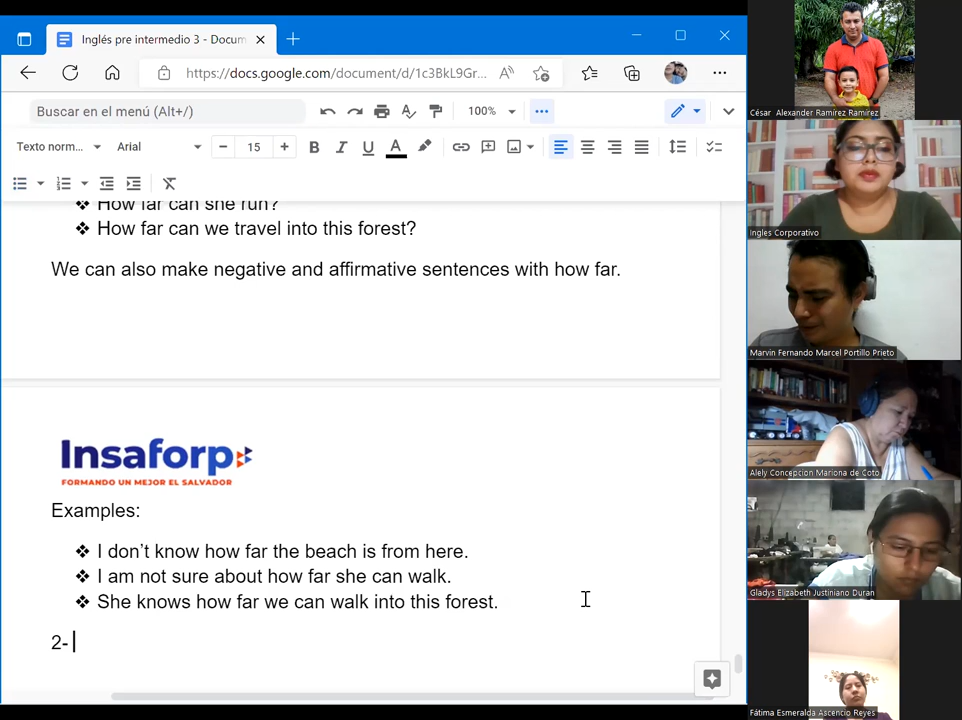 Inglés pre intermedio 3 - Docum
https://docs.google.com/document/d/1c3BkL9Gr...
Buscar en el menú (Alt+/)
100%
Texto norm...
Arial
15
B I U A
How far can she run?
How far can we travel into this forest?
We can also make negative and affirmative sentences with how far.
Insaforp
FORMANDO UN MEJOR EL SALVADOR
Examples:
I don't know how far the beach is from here.
I am not sure about how far she can walk.
She knows how far we can walk into this forest.
2-
César Alexander Ramírez Ramírez
Ingles Corporativo
Marvin Fernando Marcel Portillo Prieto
Alely Concepcion Mariona de Coto
Gladys Elizabeth Justiniano Duran
Fátima Esmeralda Ascencio Reyes